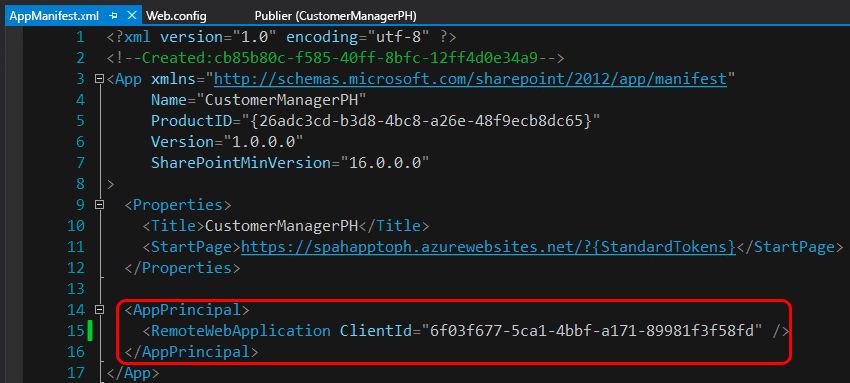 AppManifest.xml Web.config Publier (CustomerManagerPH)
1 <?xml version="1.0" encoding="utf-8" ?>
2 <!--Created:cb85b80c-f585-40ff-8bfc-12ff4d0e34a9-->
3 <App xmlns="http://schemas.microsoft.com/sharepoint/2012/app/manifest"
4 Name="CustomerManagerPH"
5 ProductID="{26adc3cd-b3d8-4bc8-a26e-48f9ecb8dc65}"
6 Version="1.0.0.0"
7 SharePointMinVersion="16.0.0.0"
8 >
9 <Properties>
10 <Title>CustomerManagerPH</Title>
11 <StartPage>https://spahapptoph.azurewebsites.net/?{StandardTokens}</StartPage>
12 </Properties>
13
14 <AppPrincipal>
15 <RemoteWebApplication ClientId="6f03f677-5ca1-4bbf-a171-89981f3f58fd" />
16 </AppPrincipal>
17 </App>